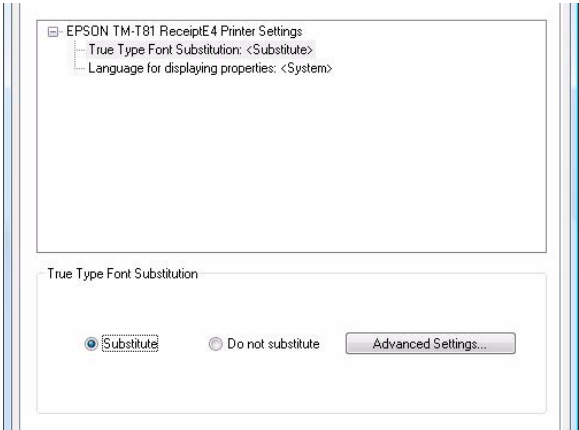 EPSON TM-T81 ReceiptE4 Printer Settings
True Type Font Substitution: <Substitute>
Language for displaying properties: <System>
True Type Font Substitution
Substitute Do not substitute Advanced Settings...